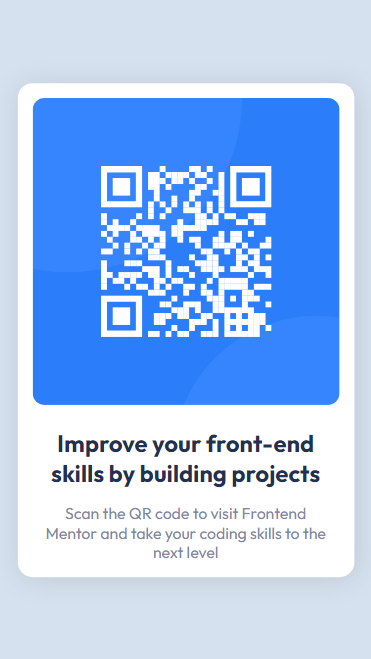 Improve your front-end
skills by building projects
Scan the QR code to visit Frontend
Mentor and take your coding skills to the
next level